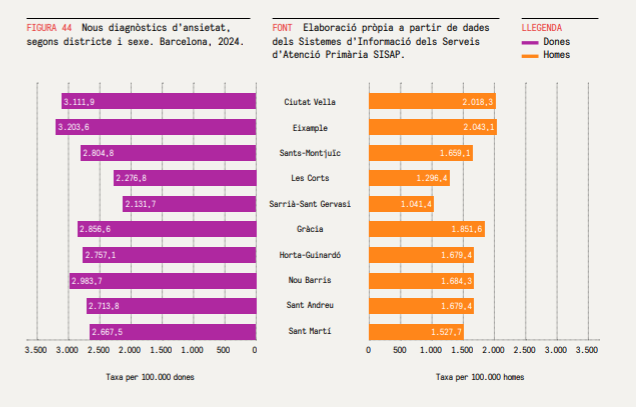 FIGURA 44 Nous diagnòstics d'ansietat,
segons districte i sexe. Barcelona, 2024.
FONT Elaboració pròpia a partir de dades
dels Sistemes d'Informació dels Serveis
d'Atenció Primària SISAP.
LLEGENDA
Dones
Homes
3.111,9 Ciutat Vella 2.018,3
3.203,6 Eixample 2.043,1
2.804,8 Sants-Montjuïc 1.659,1
2.276,8 Les Corts 1.296,4
2.131,7 Sarrià-Sant Gervasi 1.041,4
2.856,6 Gràcia 1.851,6
2.757,1 Horta-Guinardó 1.679,4
2.983,7 Nou Barris 1.684,3
2.713,8 Sant Andreu 1.679,4
2.667,5 Sant Martí 1.527,7
3.500 3.000 2.500 2.000 1.500 1.000 500 0
0 500 1.000 1.500 2.000 2.500 3.000 3.500
Taxa per 100.000 dones
Taxa per 100.000 homes